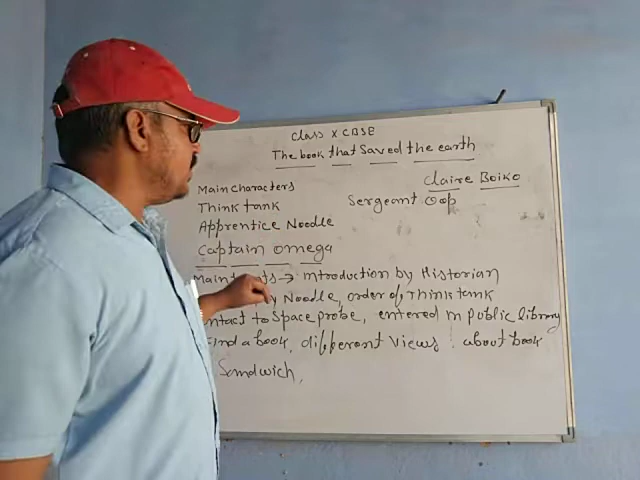 Class X CBSE
The book that Saved the earth
Claire Boiko
Main characters
Think tank Sergeant Oop
Apprentice Noodle
Captain omega
Main → introduction by Historian
Noodle, order of Think tank
to Space probe, entered in public library
find a book, different views about book
Sandwich,